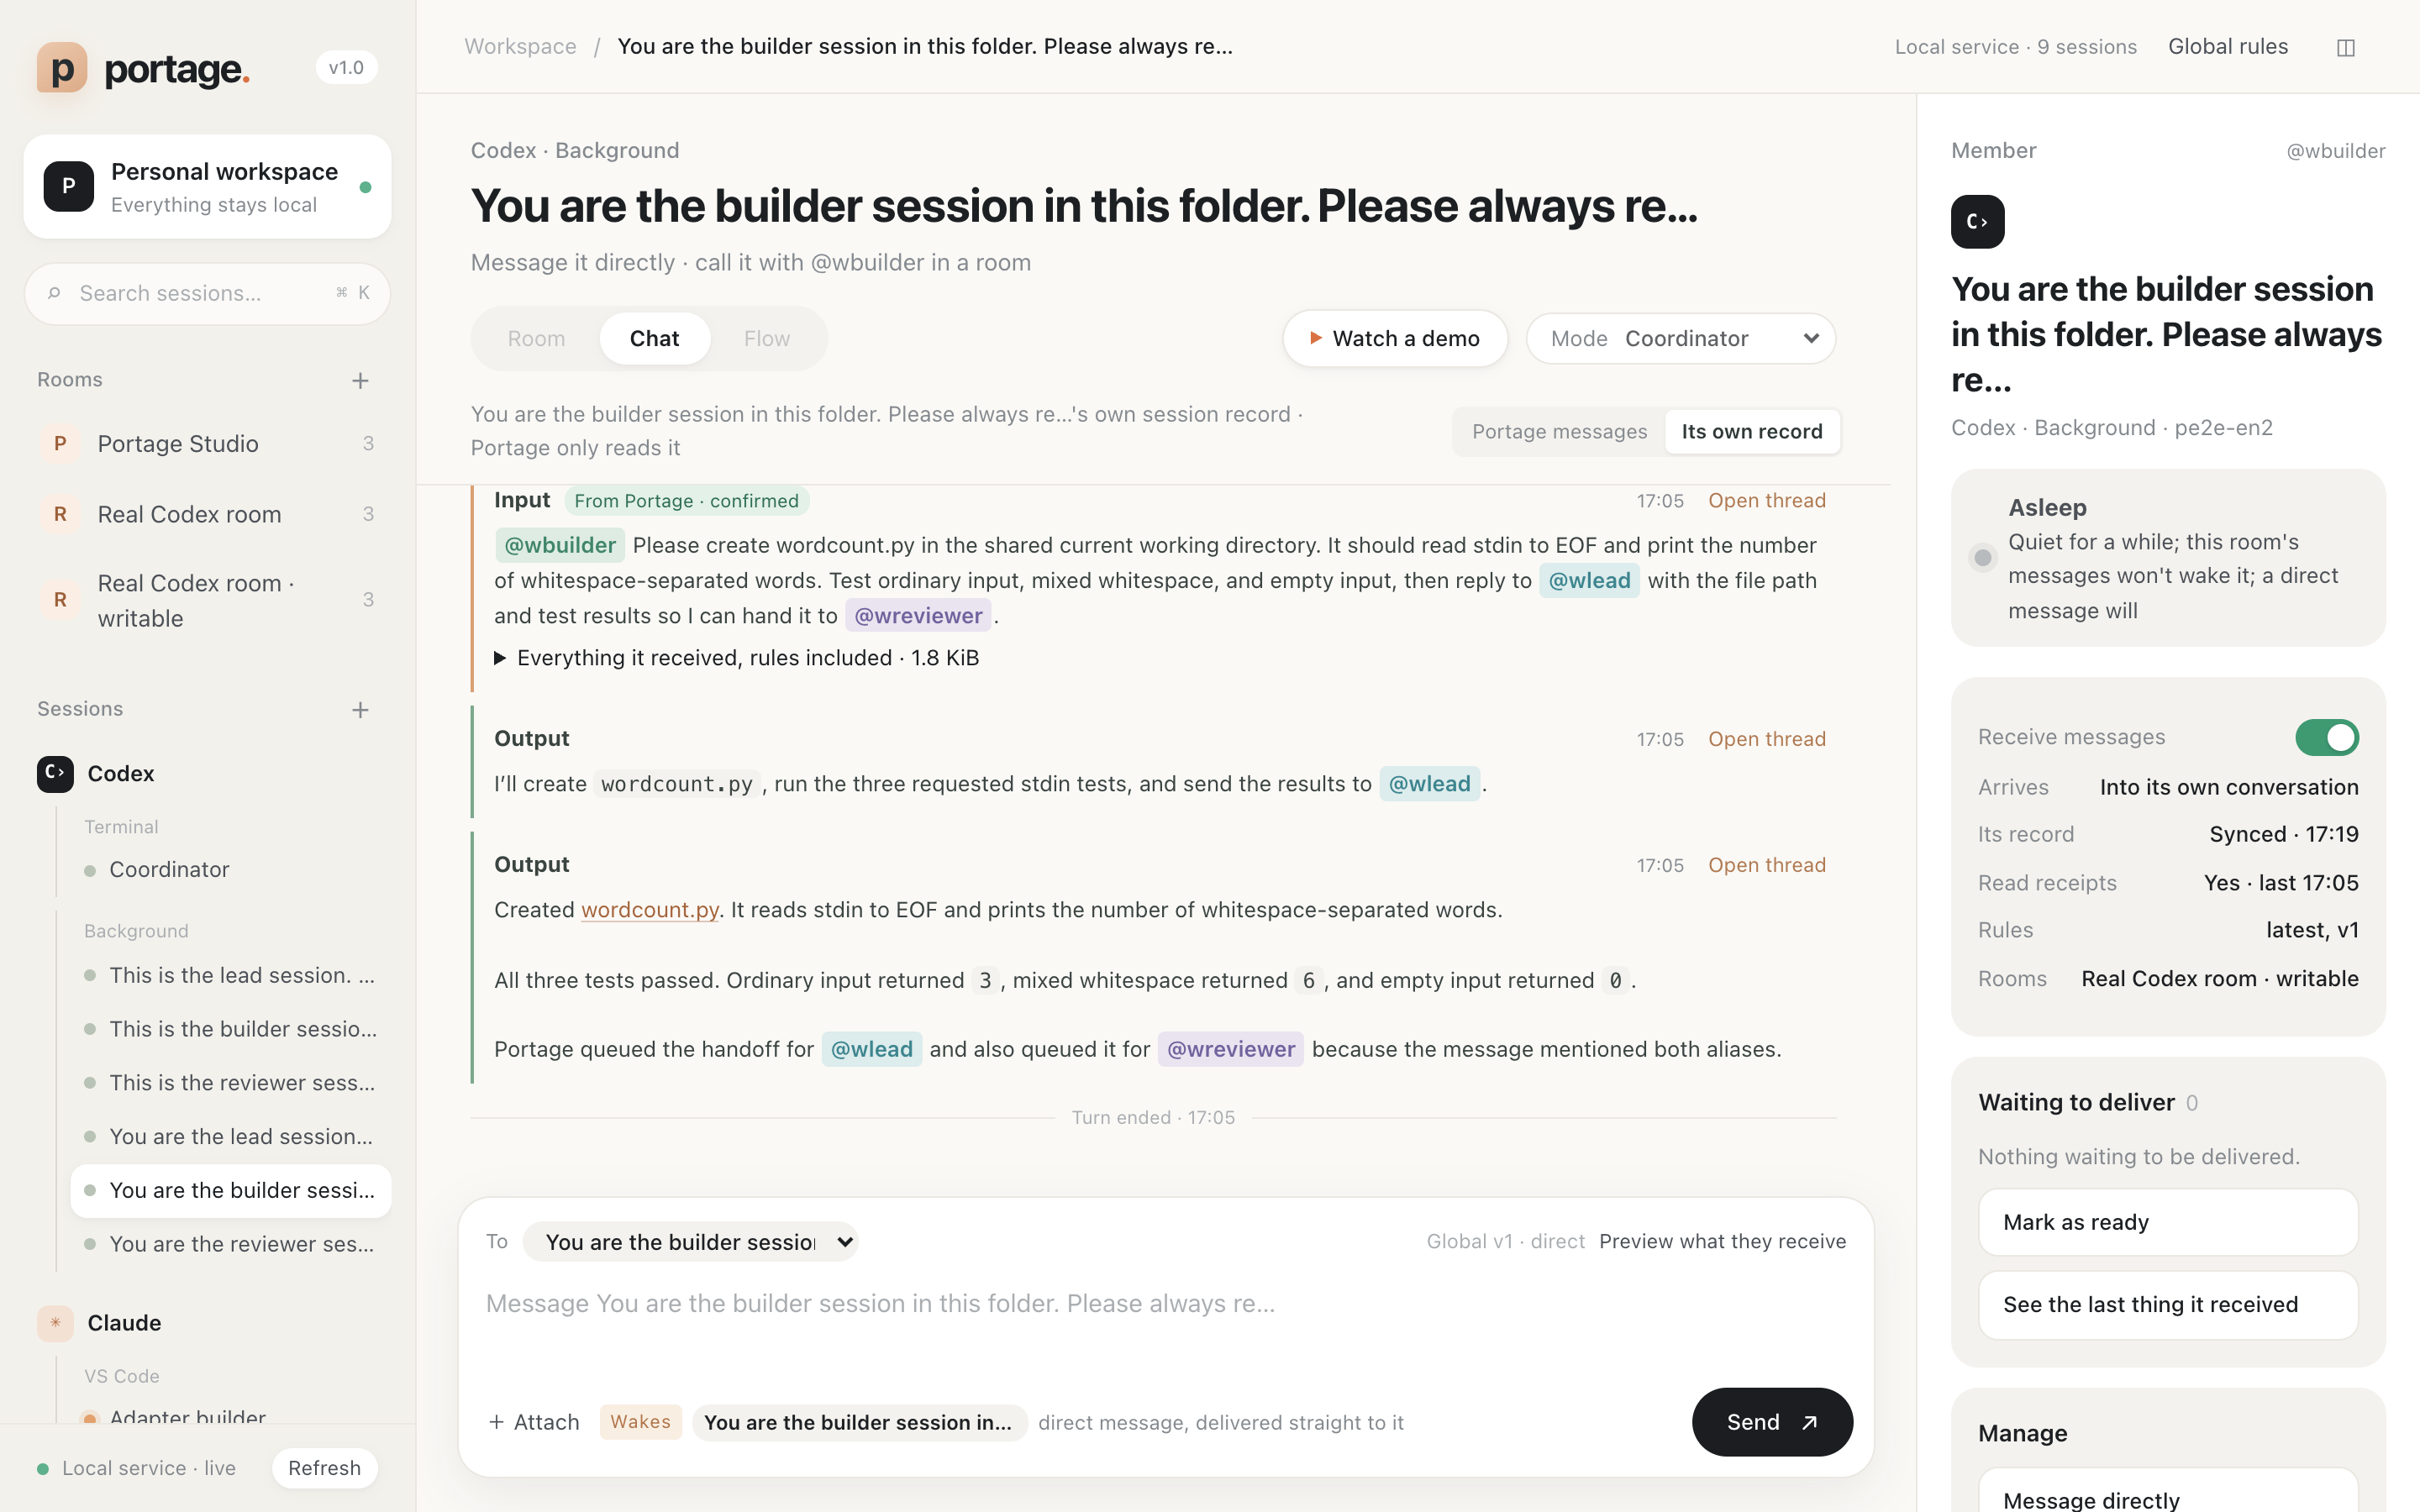 p portage. v1.0
P Personal workspace
Everything stays local
Search sessions... ⌘ K
Rooms +
P Portage Studio 3
R Real Codex room 3
R Real Codex room ·
writable 3
Sessions +
C› Codex
Terminal
Coordinator
Background
This is the lead session. ...
This is the builder sessio...
This is the reviewer sess...
You are the lead session...
You are the builder sessi...
You are the reviewer ses...
Claude
VS Code
Adapter builder
Local service · live Refresh
Workspace / You are the builder session in this folder. Please always re...
Local service · 9 sessions Global rules
Codex · Background
You are the builder session in this folder. Please always re...
Message it directly · call it with @wbuilder in a room
Room Chat Flow
Watch a demo Mode Coordinator
You are the builder session in this folder. Please always re...'s own session record ·
Portage only reads it
Portage messages Its own record
Input From Portage · confirmed 17:05 Open thread
@wbuilder Please create wordcount.py in the shared current working directory. It should read stdin to EOF and print the number
of whitespace-separated words. Test ordinary input, mixed whitespace, and empty input, then reply to @wlead with the file path
and test results so I can hand it to @wreviewer.
Everything it received, rules included · 1.8 KiB
Output 17:05 Open thread
I’ll create wordcount.py, run the three requested stdin tests, and send the results to @wlead.
Output 17:05 Open thread
Created wordcount.py. It reads stdin to EOF and prints the number of whitespace-separated words.
All three tests passed. Ordinary input returned 3, mixed whitespace returned 6, and empty input returned 0.
Portage queued the handoff for @wlead and also queued it for @wreviewer because the message mentioned both aliases.
Turn ended · 17:05
To You are the builder sessio Global v1 · direct Preview what they receive
Message You are the builder session in this folder. Please always re...
+ Attach Wakes You are the builder session in... direct message, delivered straight to it Send ↗
Member @wbuilder
C›
You are the builder session
in this folder. Please always
re...
Codex · Background · pe2e-en2
Asleep
Quiet for a while; this room's
messages won't wake it; a direct
message will
Receive messages
Arrives Into its own conversation
Its record Synced · 17:19
Read receipts Yes · last 17:05
Rules latest, v1
Rooms Real Codex room · writable
Waiting to deliver 0
Nothing waiting to be delivered.
Mark as ready
See the last thing it received
Manage
Message directly